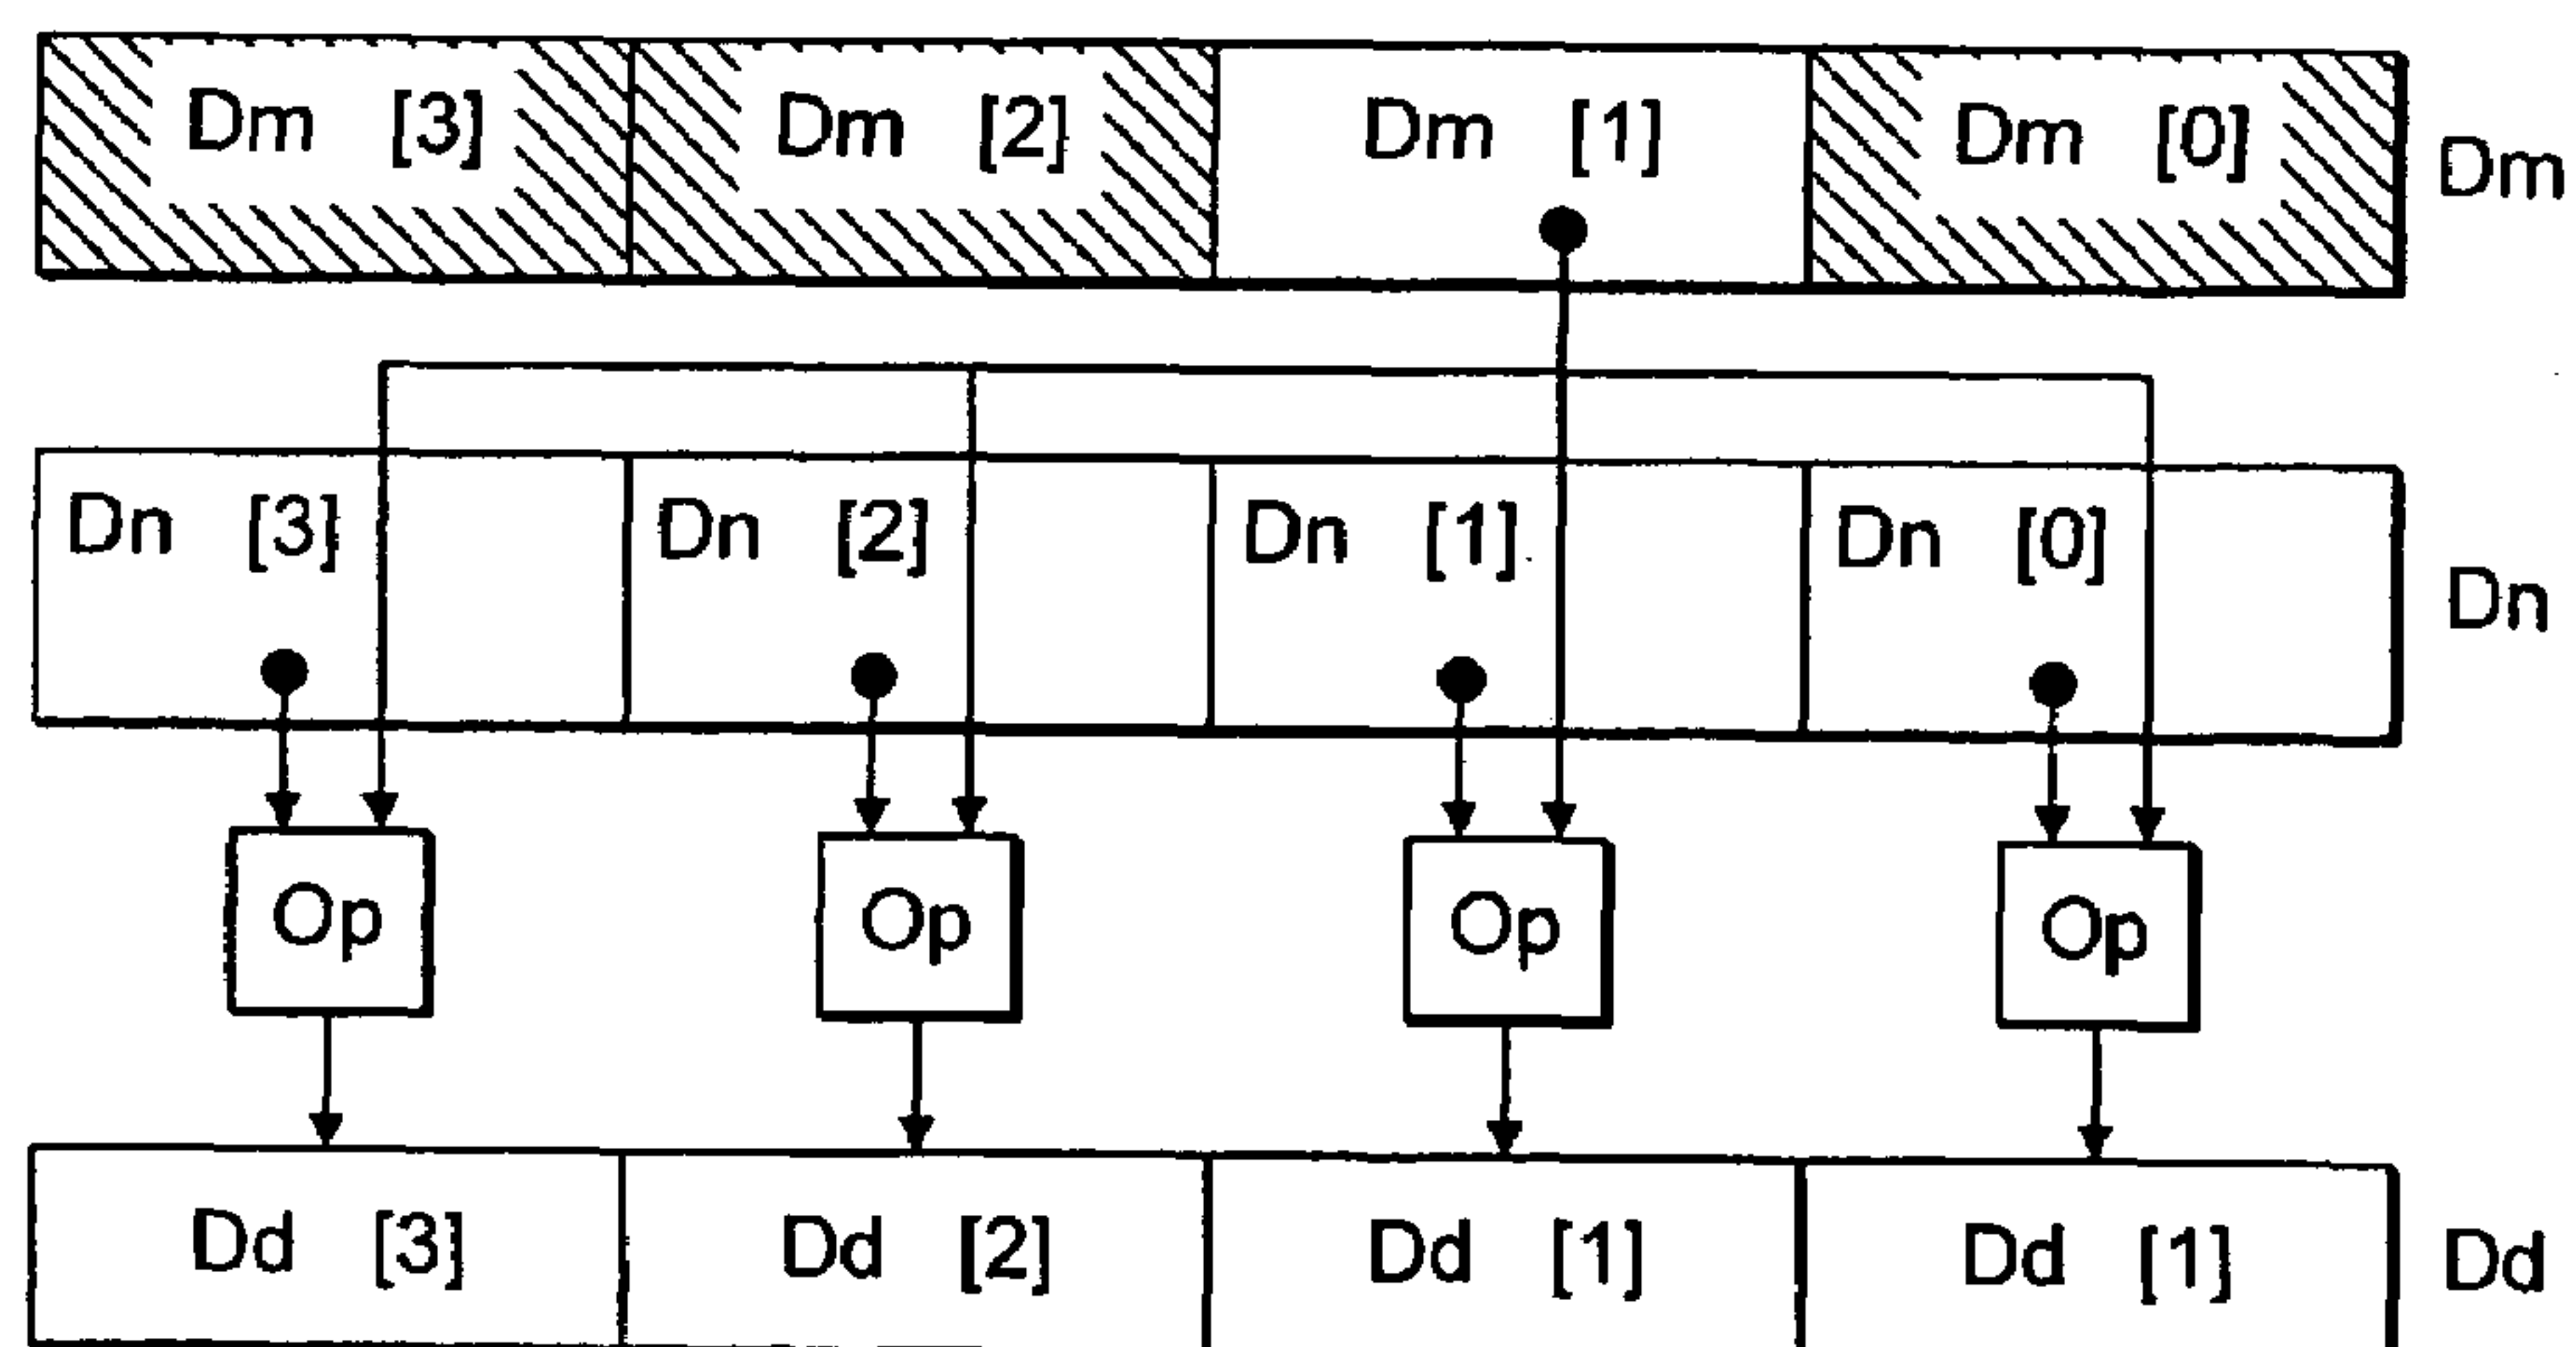 Dm [3] Dm [2] Dm [1] Dm [0] Dm
Dn [3] Dn [2] Dn [1] Dn [0] Dn
Op Op Op Op
Dd [3] Dd [2] Dd [1] Dd [1] Dd